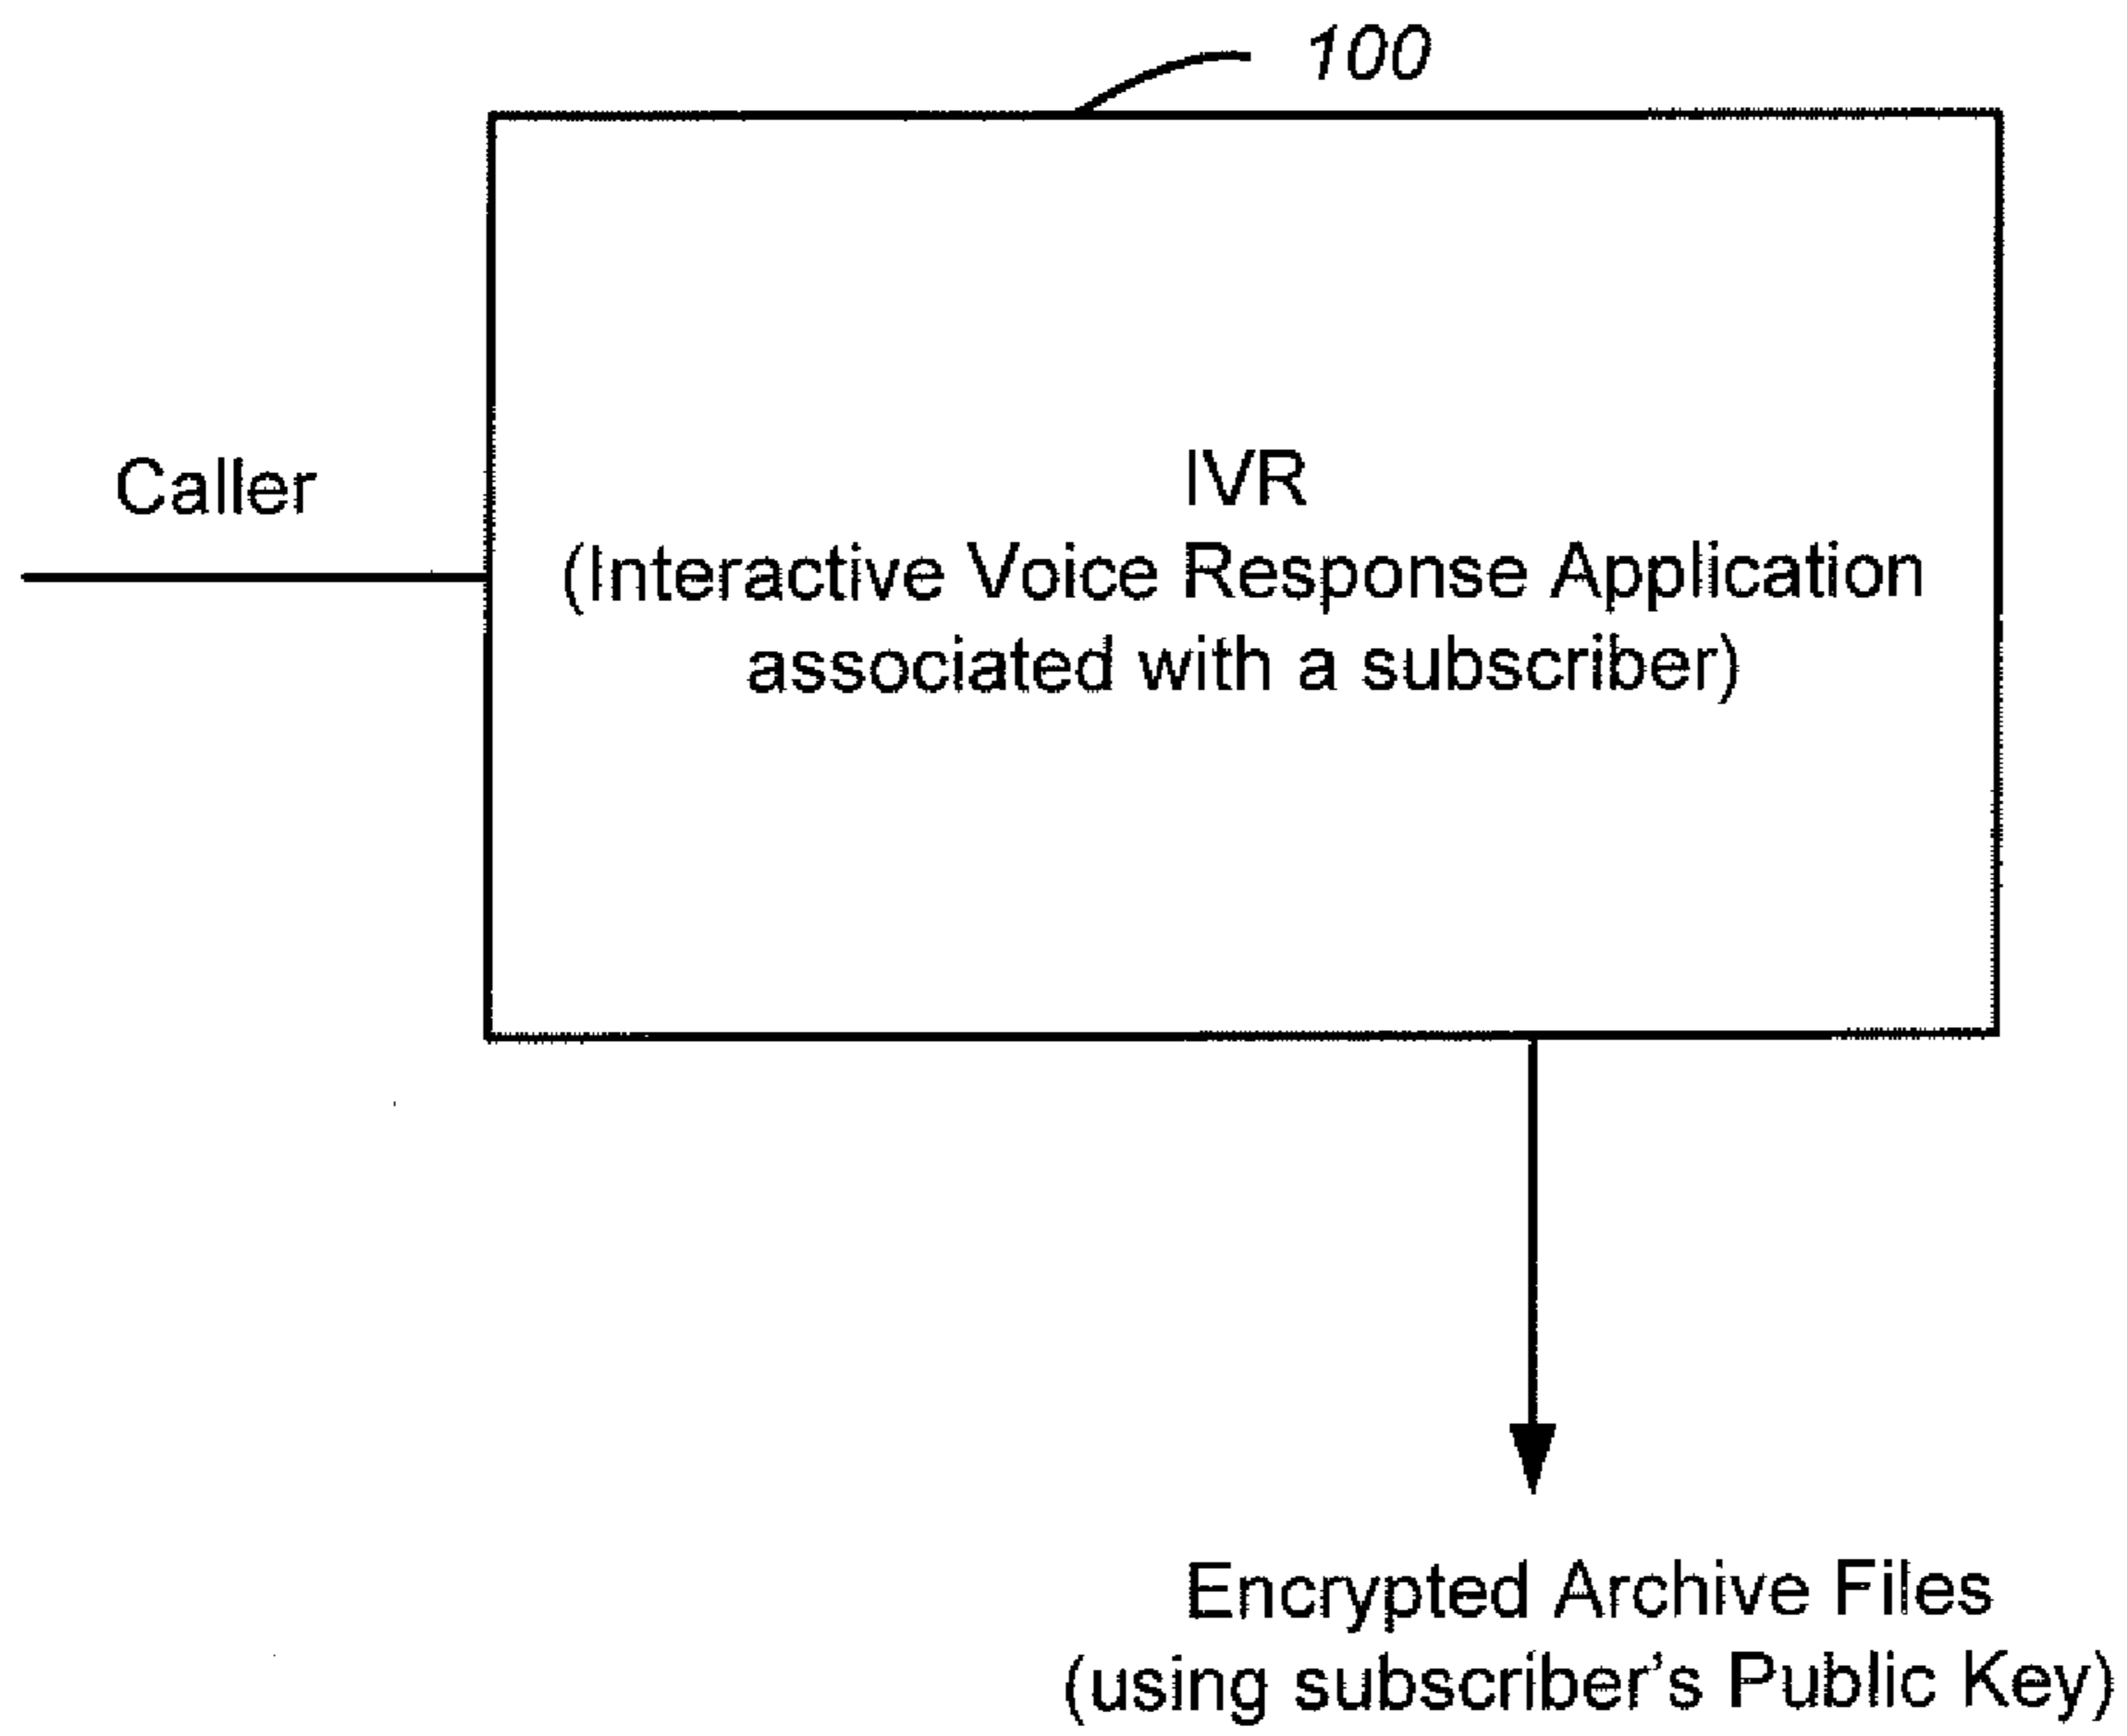 100
Caller
IVR
(Interactive Voice Response Application
associated with a subscriber)
Encrypted Archive Files
(using subscriber's Public Key)